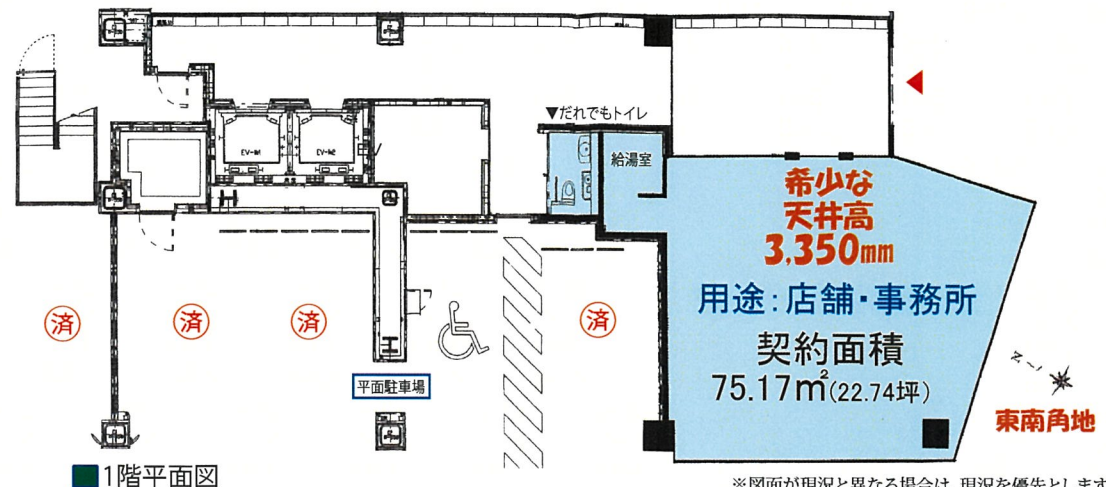 ▼だれでもトイレ
給湯室
EV-№1
EV-№2
希少な
天井高
3,350mm
用途:店舗・事務所
契約面積
75.17㎡(22.74坪)
済
済
済
済
平面駐車場
N
東南角地
■1階平面図
※図面が現況と異なる場合は、現況を優先とします